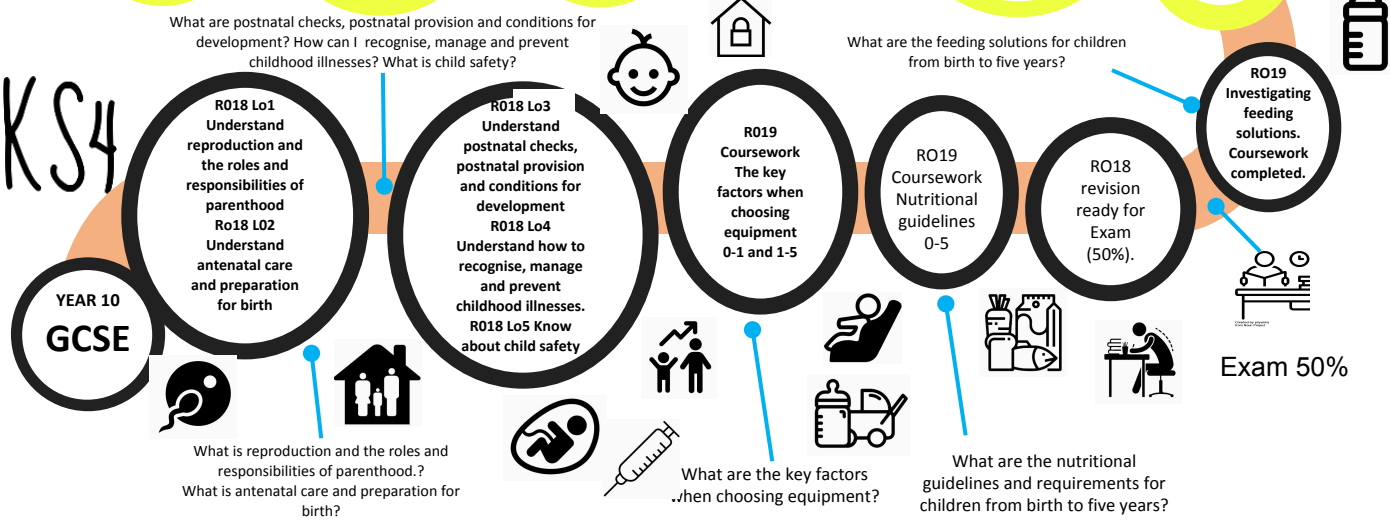 What are postnatal checks, postnatal provision and conditions for
development? How can I  recognise, manage and prevent
childhood illnesses? What is child safety?
What are the feeding solutions for children
from birth to five years?
KS4
YEAR 10
GCSE
R018 Lo1
Understand
reproduction and
the roles and
responsibilities of
parenthood
Ro18 L02
Understand
antenatal care
and preparation
for birth
R018 Lo3
Understand
postnatal checks,
postnatal provision
and conditions for
development
R018 Lo4
Understand how to
recognise, manage
and prevent
childhood illnesses.
R018 Lo5 Know
about child safety
R019
Coursework
The key
factors when
choosing
equipment
0-1 and 1-5
RO19
Coursework
Nutritional
guidelines
0-5
RO18
revision
ready for
Exam
(50%).
RO19
Investigating
feeding
solutions.
Coursework
completed.
Exam 50%
What is reproduction and the roles and
responsibilities of parenthood.?
What is antenatal care and preparation for
birth?
What are the key factors
when choosing equipment?
What are the nutritional
guidelines and requirements for
children from birth to five years?